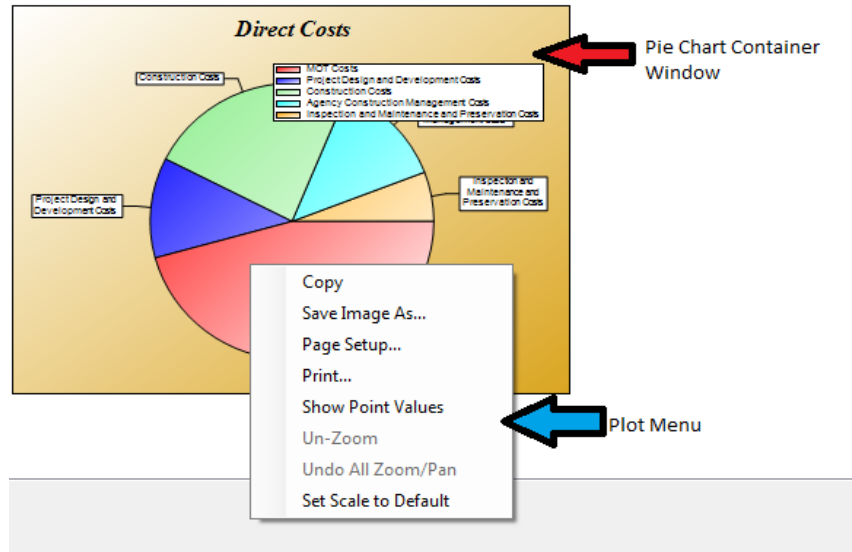 Direct Costs
Pie Chart Container
Window
Construction Costs
MOT Costs
Project Design and Development Costs
Construction Costs
Agency Construction Management Costs
Inspection and Maintenance and Preservation Costs
Management Costs
Inspection and
Maintenance and
Preservation Costs
Project Design and
Development Costs
Copy
Save Image As...
Page Setup...
Print...
Show Point Values
Un-Zoom
Undo All Zoom/Pan
Set Scale to Default
Plot Menu